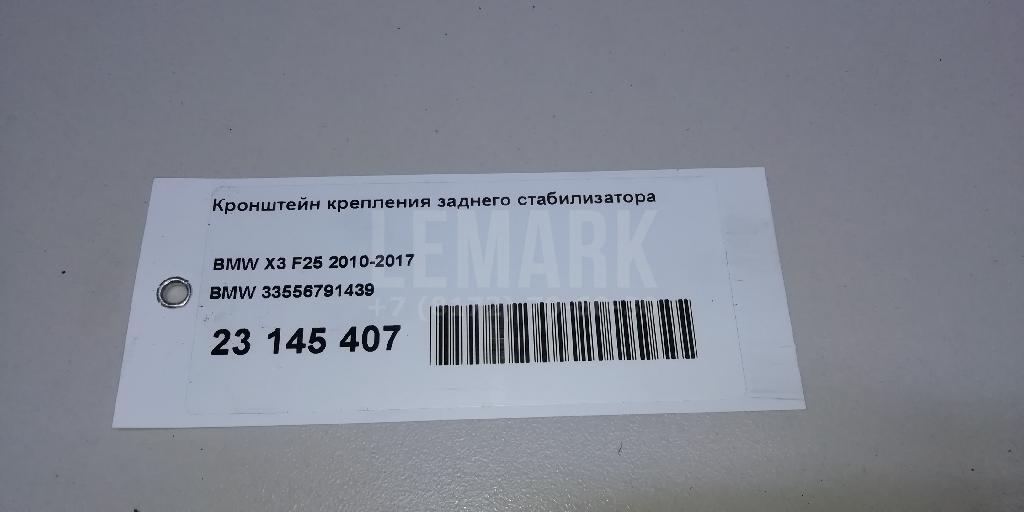 Кронштейн крепления заднего стабилизатора
LEMARK
BMW X3 F25 2010-2017
BMW 33556791439
23 145 407